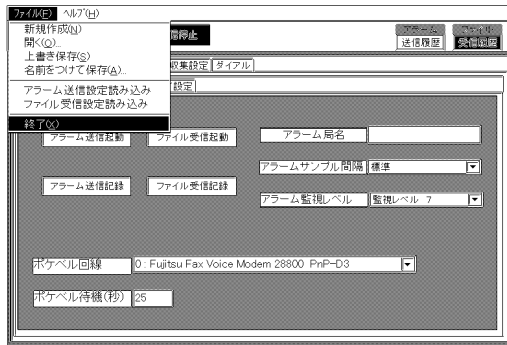 ファイル(F) ヘルプ(H)
新規作成(N)
開く(O)...
上書き保存(S)
名前をつけて保存(A)...
アラーム送信設定読み込み
ファイル受信設定読み込み
終了(X)
停止
アラーム
送信履歴
ファイル
受信履歴
収集設定 ダイアル
設定
アラーム送信起動 ファイル受信起動 アラーム局名
アラームサンプル間隔 標準
アラーム送信記録 ファイル受信記録
アラーム監視レベル 監視レベル 7
ポケベル回線 0 : Fujitsu Fax Voice Modem 28800 PnP-D3
ポケベル待機(秒) 25